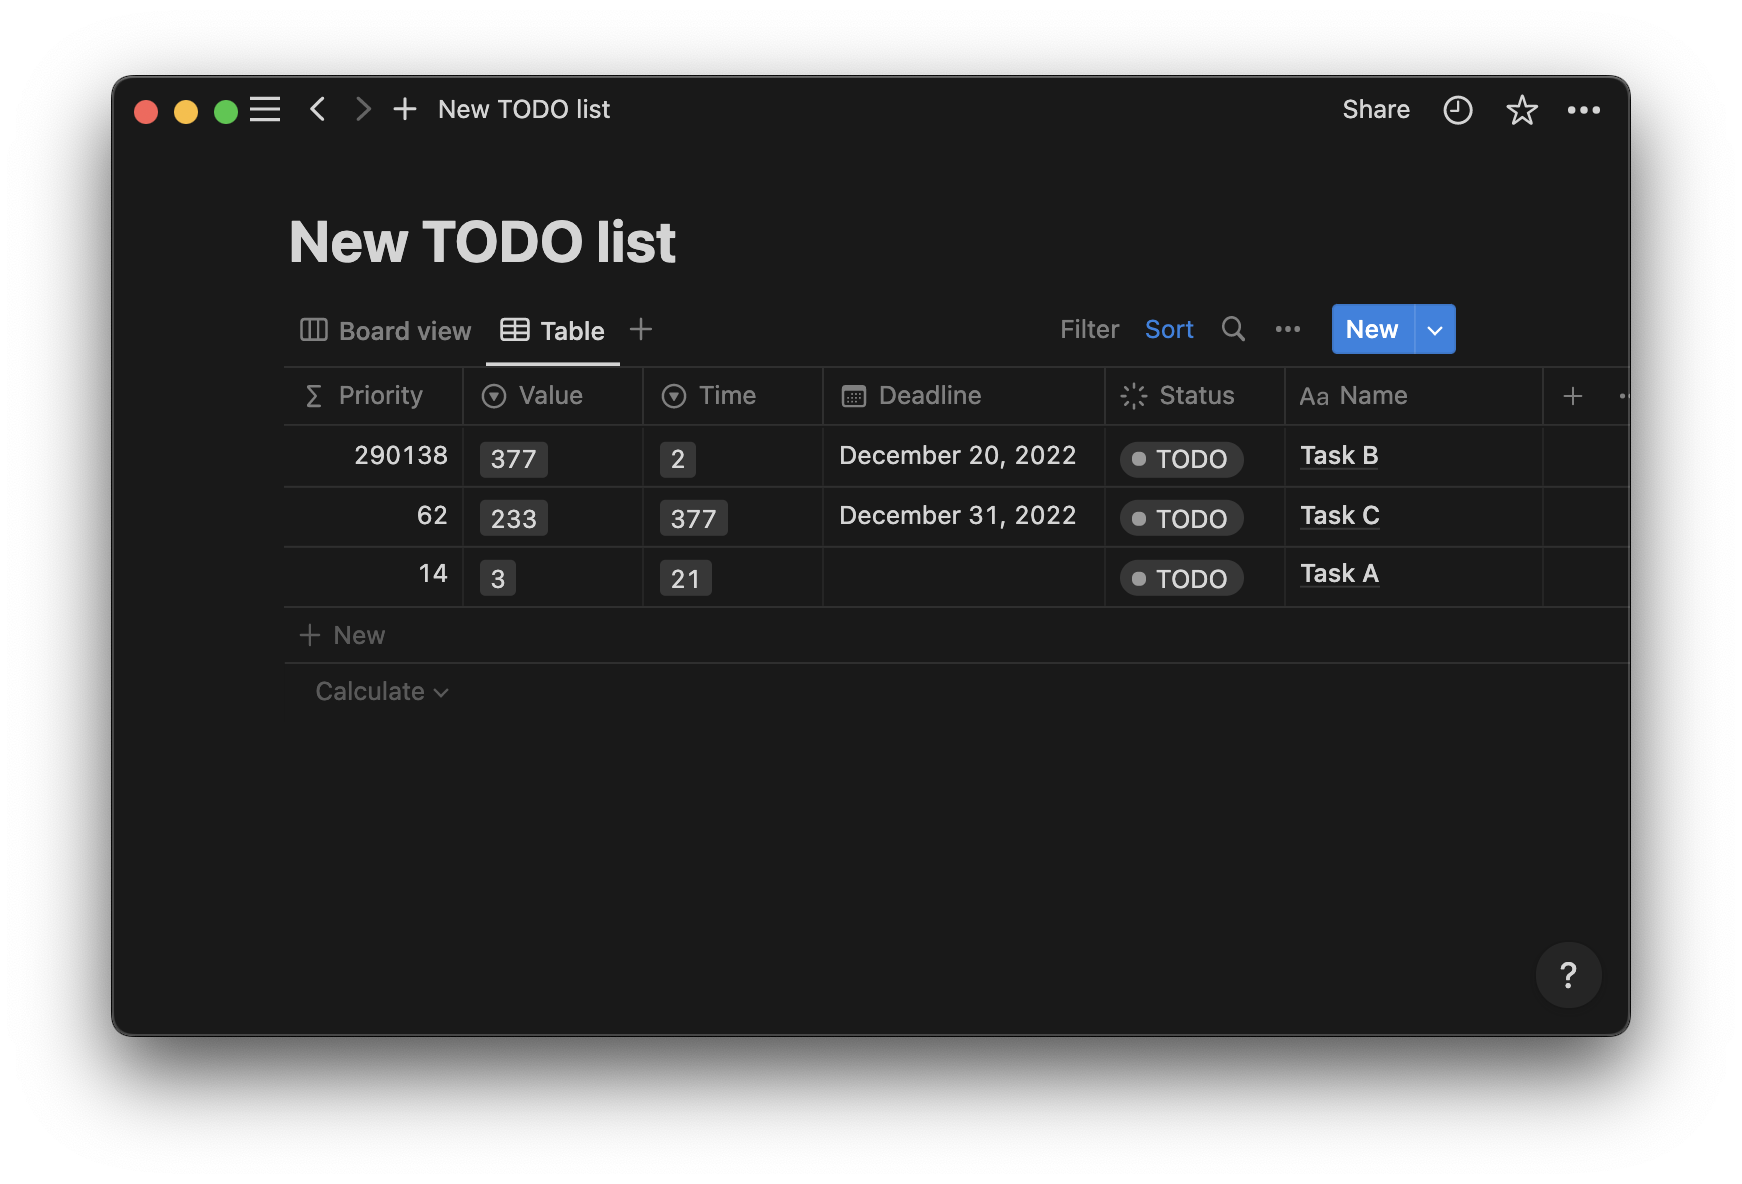 New TODO list
Share
New TODO list
Board view Table
Filter Sort New
Σ Priority Value Time Deadline Status Aa Name
290138 377 2 December 20, 2022 TODO Task B
62 233 377 December 31, 2022 TODO Task C
14 3 21 TODO Task A
+ New
Calculate
?